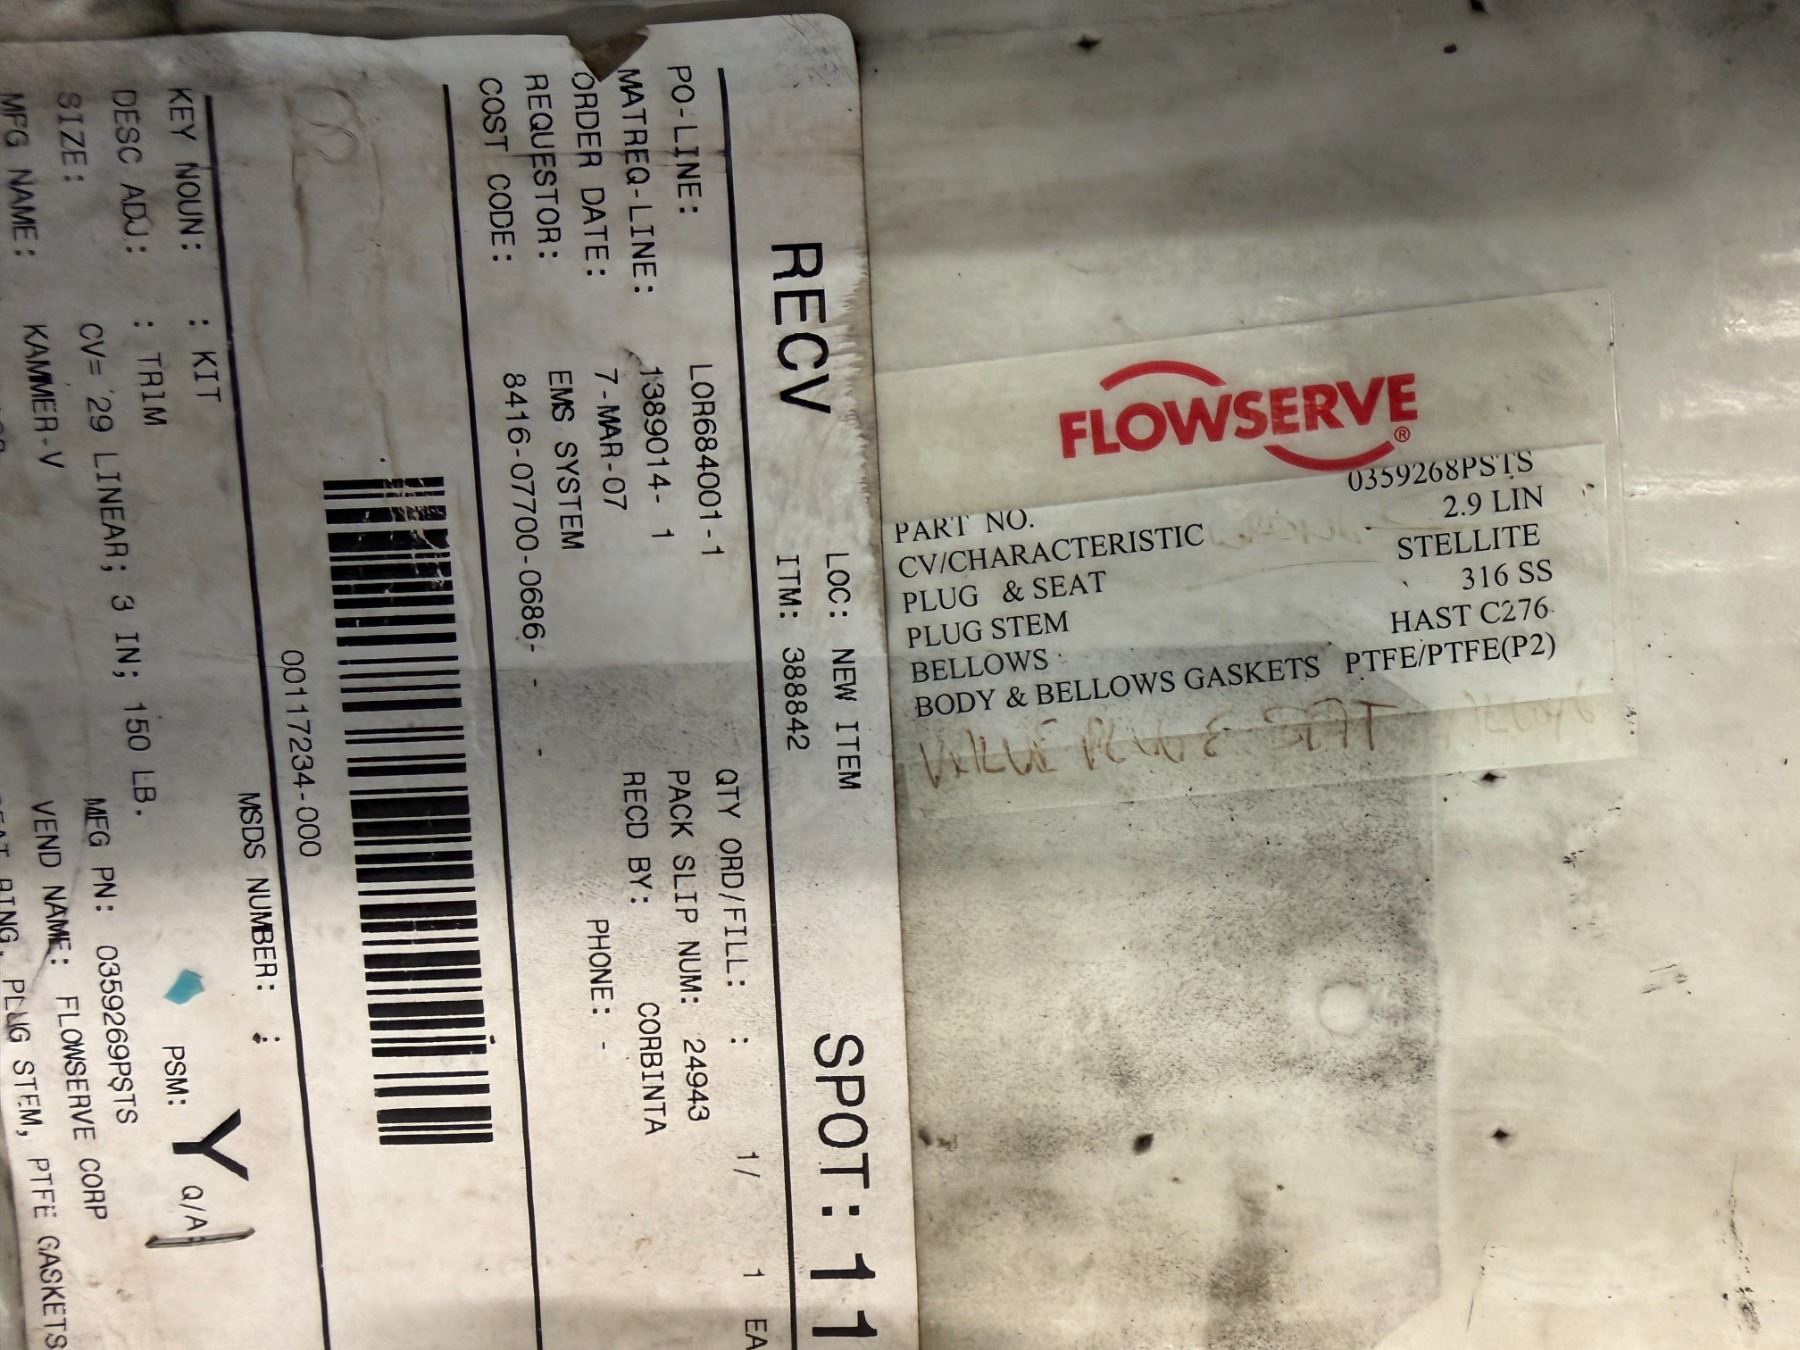 FLOWSERVE®
PART NO. 0359268PSTS
CV/CHARACTERISTIC 2.9 LIN
PLUG & SEAT STELLITE
PLUG STEM 316 SS
BELLOWS HAST C276
BODY & BELLOWS GASKETS PTFE/PTFE(P2)
VALVE PLUG & SEAT
RECV LOC: NEW ITEM SPOT: 11
ITM: 388842
PO-LINE: LOR684001-1 QTY ORD/FILL: : 1/ 1 EA
MATREQ-LINE: 1389014- 1 PACK SLIP NUM: 24943
ORDER DATE: 7-MAR-07 RECD BY: CORBINTA
REQUESTOR: EMS SYSTEM PHONE: -
COST CODE: 8416-07700-0686- - -
00117234-000
MSDS NUMBER: :
KEY NOUN: : KIT PSM: Y Q/A:
DESC ADJ: : TRIM
SIZE: CV= '29 LINEAR; 3 IN; 150 LB. MFG PN: 0359269PSTS
MFG NAME: KAMMER-V VEND NAME: FLOWSERVE CORP
RING, PLUG STEM, PTFE GASKETS